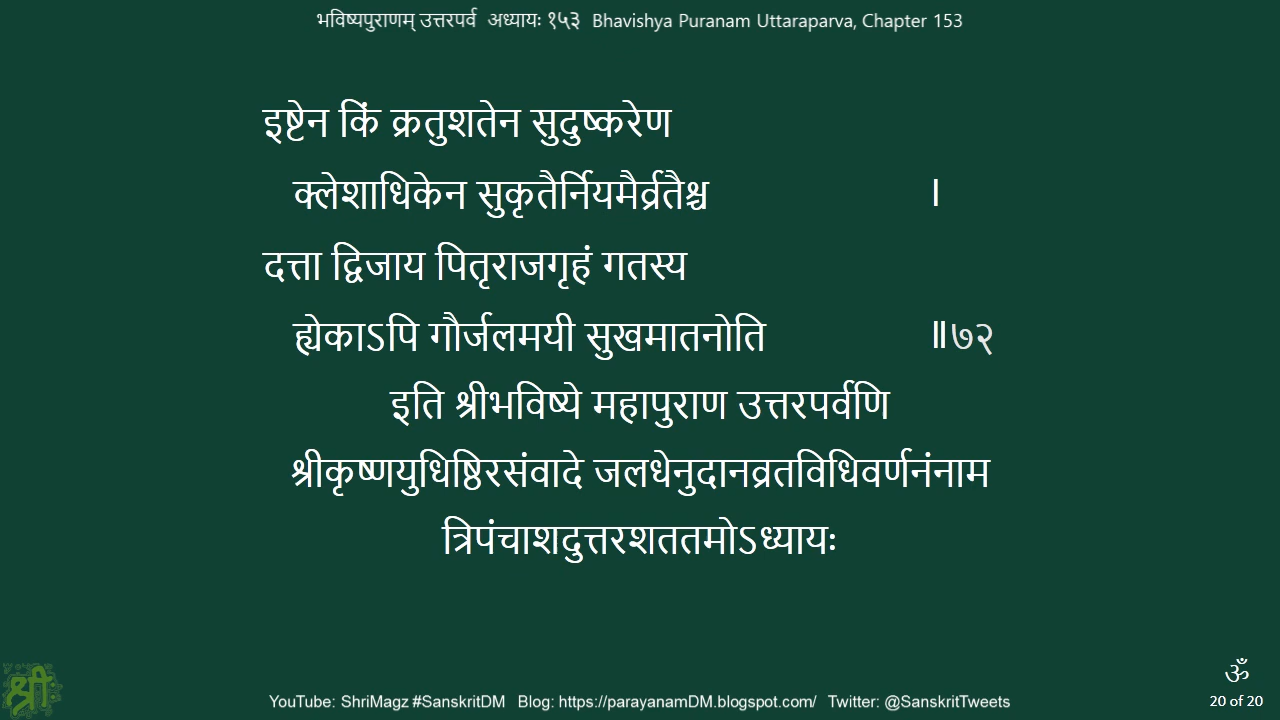 भविष्यपुराणम् उत्तरपर्व अध्यायः १५३ Bhavishya Puranam Uttaraparva, Chapter 153
इष्टेन किं क्रतुशतेन सुदुष्करेण
क्लेशाधिकेन सुकृतैर्नियमैर्व्रतैश्च ।
दत्ता द्विजाय पितृराजगृहं गतस्य
ह्येकाऽपि गौर्जलमयी सुखमातनोति ॥७२
इति श्रीभविष्ये महापुराण उत्तरपर्वणि
श्रीकृष्णयुधिष्ठिरसंवादे जलधेनुदानव्रतविधिवर्णनंनाम
त्रिपंचाशदुत्तरशततमोऽध्यायः
ॐ
श्रीः
YouTube: ShriMagz #SanskritDM Blog: https://parayanamDM.blogspot.com/ Twitter: @SanskritTweets
20 of 20